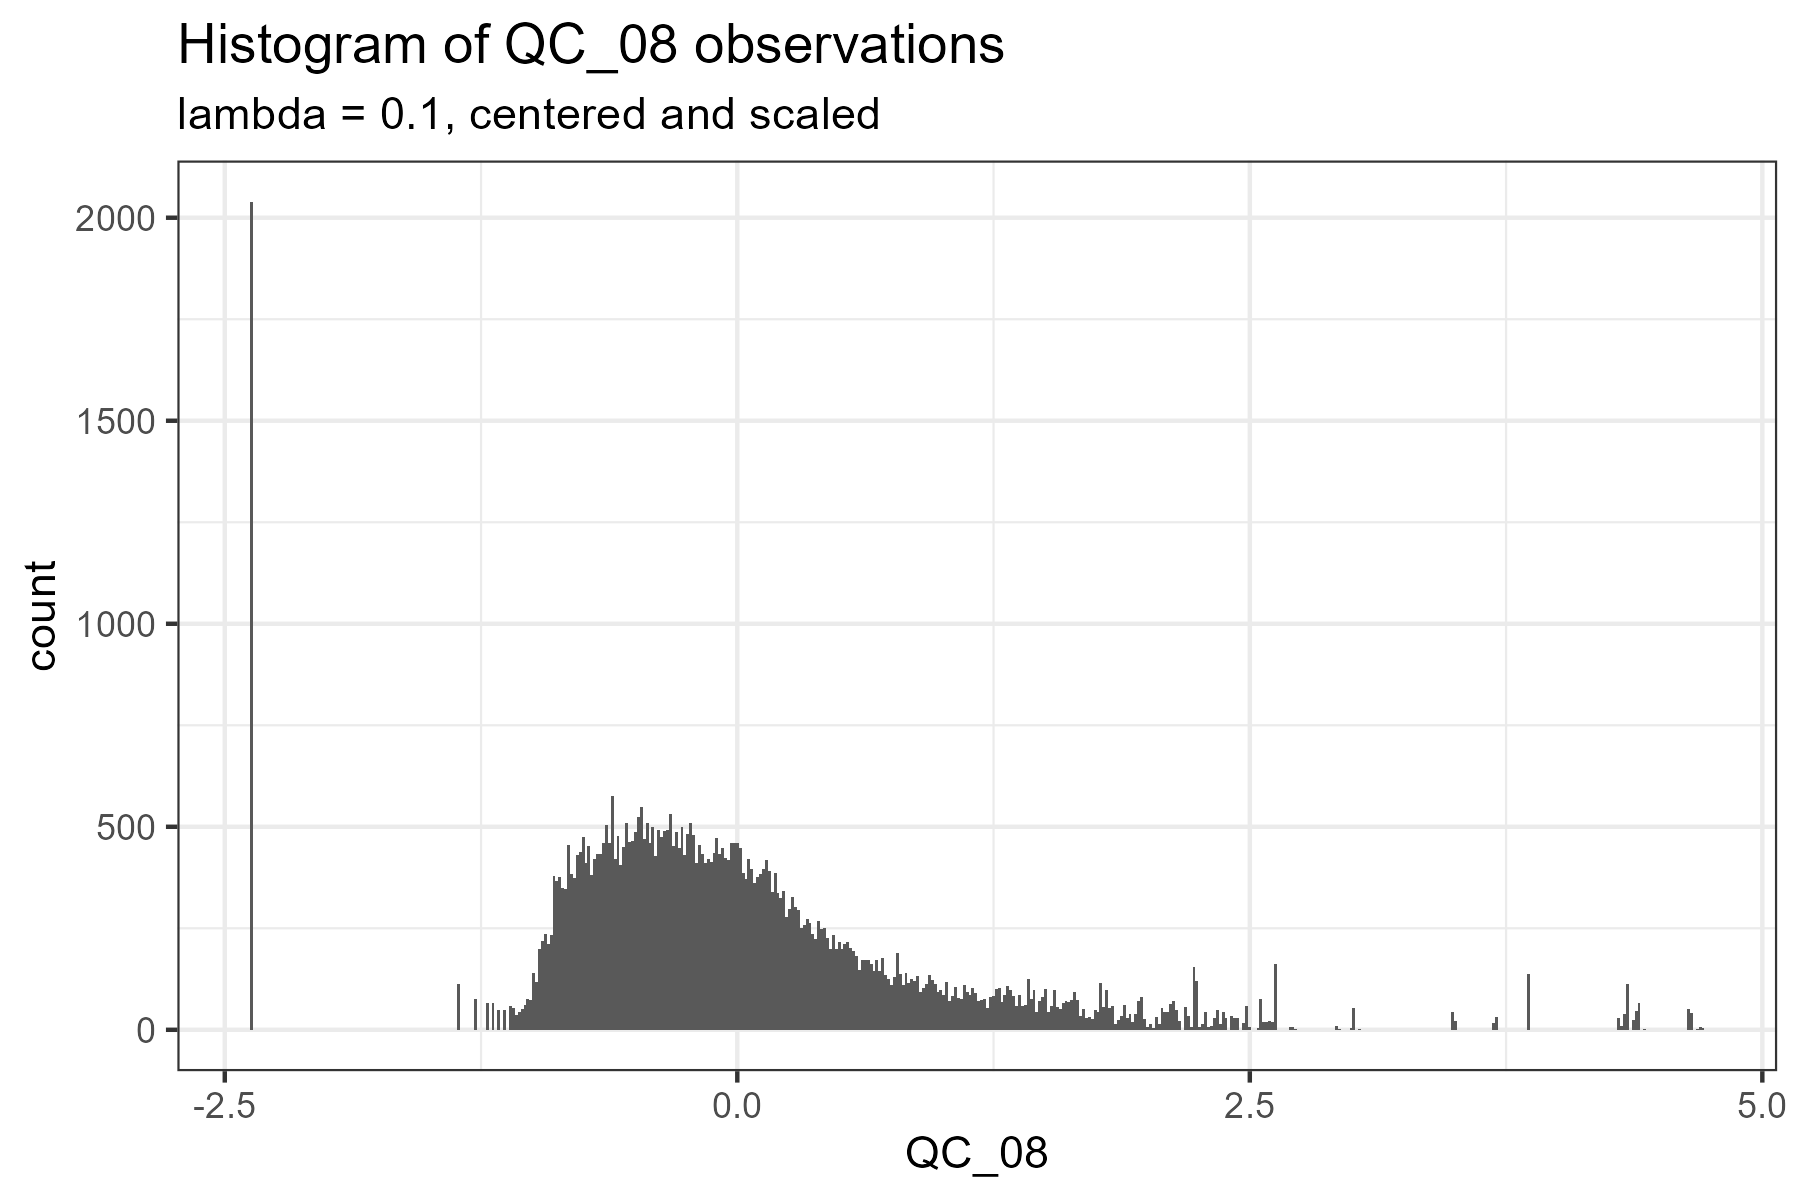 Histogram of QC_08 observations
lambda = 0.1, centered and scaled
2000
1500
1000
500
0
count
-2.5
0.0
2.5
5.0
QC_08